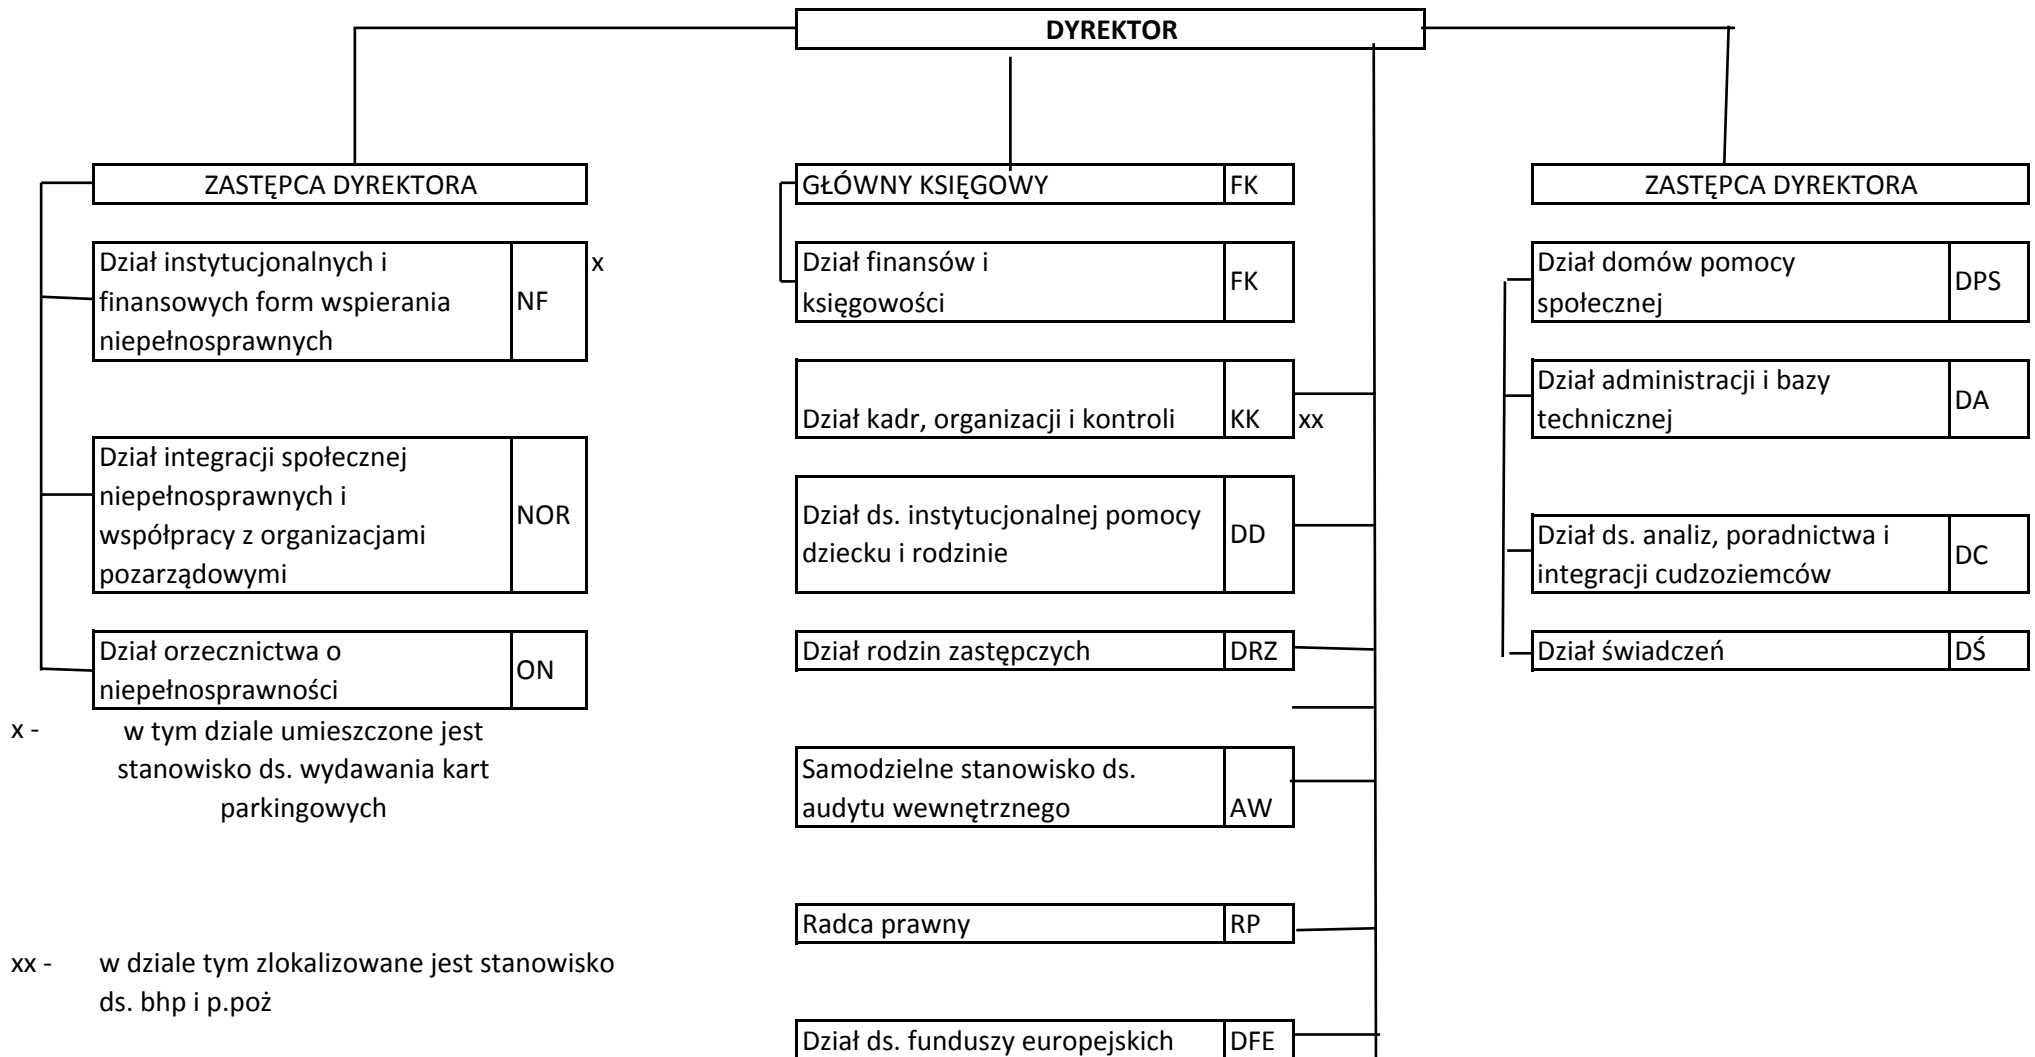 DYREKTOR
ZASTĘPCA DYREKTORA
Dział instytucjonalnych i
finansowych form wspierania
niepełnosprawnych
NF
x
Dział integracji społecznej
niepełnosprawnych i
współpracy z organizacjami
pozarządowymi
NOR
Dział orzecznictwa o
niepełnosprawności
ON
x -
w tym dziale umieszczone jest
stanowisko ds. wydawania kart
parkingowych
xx -
w dziale tym zlokalizowane jest stanowisko
ds. bhp i p.poż
GŁÓWNY KSIĘGOWY
FK
Dział finansów i
księgowości
FK
Dział kadr, organizacji i kontroli
KK
xx
Dział ds. instytucjonalnej pomocy
dziecku i rodzinie
DD
Dział rodzin zastępczych
DRZ
Samodzielne stanowisko ds.
audytu wewnętrznego
AW
Radca prawny
RP
Dział ds. funduszy europejskich
DFE
ZASTĘPCA DYREKTORA
Dział domów pomocy
społecznej
DPS
Dział administracji i bazy
technicznej
DA
Dział ds. analiz, poradnictwa i
integracji cudzoziemców
DC
Dział świadczeń
DŚ